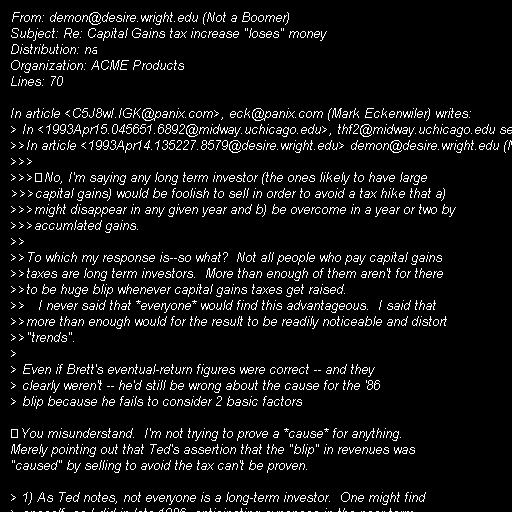 From: demon@desire.wright.edu (Not a Boomer)
Subject: Re: Capital Gains tax increase "loses" money
Distribution: na
Organization: ACME Products
Lines: 70

In article <C5J8wI.IGK@panix.com>, eck@panix.com (Mark Eckenwiler) writes:
> In <1993Apr15.045651.6892@midway.uchicago.edu>, thf2@midway.uchicago.edu se
>>In article <1993Apr14.135227.8579@desire.wright.edu> demon@desire.wright.edu (N
>>>
>>> No, I'm saying any long term investor (the ones likely to have large
>>>capital gains) would be foolish to sell in order to avoid a tax hike that a)
>>>might disappear in any given year and b) be overcome in a year or two by
>>>accumlated gains.
>>
>>To which my response is--so what?  Not all people who pay capital gains
>>taxes are long term investors.  More than enough of them aren't for there
>>to be huge blip whenever capital gains taxes get raised.
>>   I never said that *everyone* would find this advantageous.  I said that
>>more than enough would for the result to be readily noticeable and distort
>>"trends".
>
> Even if Brett's eventual-return figures were correct -- and they
> clearly weren't -- he'd still be wrong about the cause for the '86
> blip because he fails to consider 2 basic factors

You misunderstand.  I'm not trying to prove a *cause* for anything.
Merely pointing out that Ted's assertion that the "blip" in revenues was
"caused" by selling to avoid the tax can't be proven.

> 1) As Ted notes, not everyone is a long-term investor.  One might find